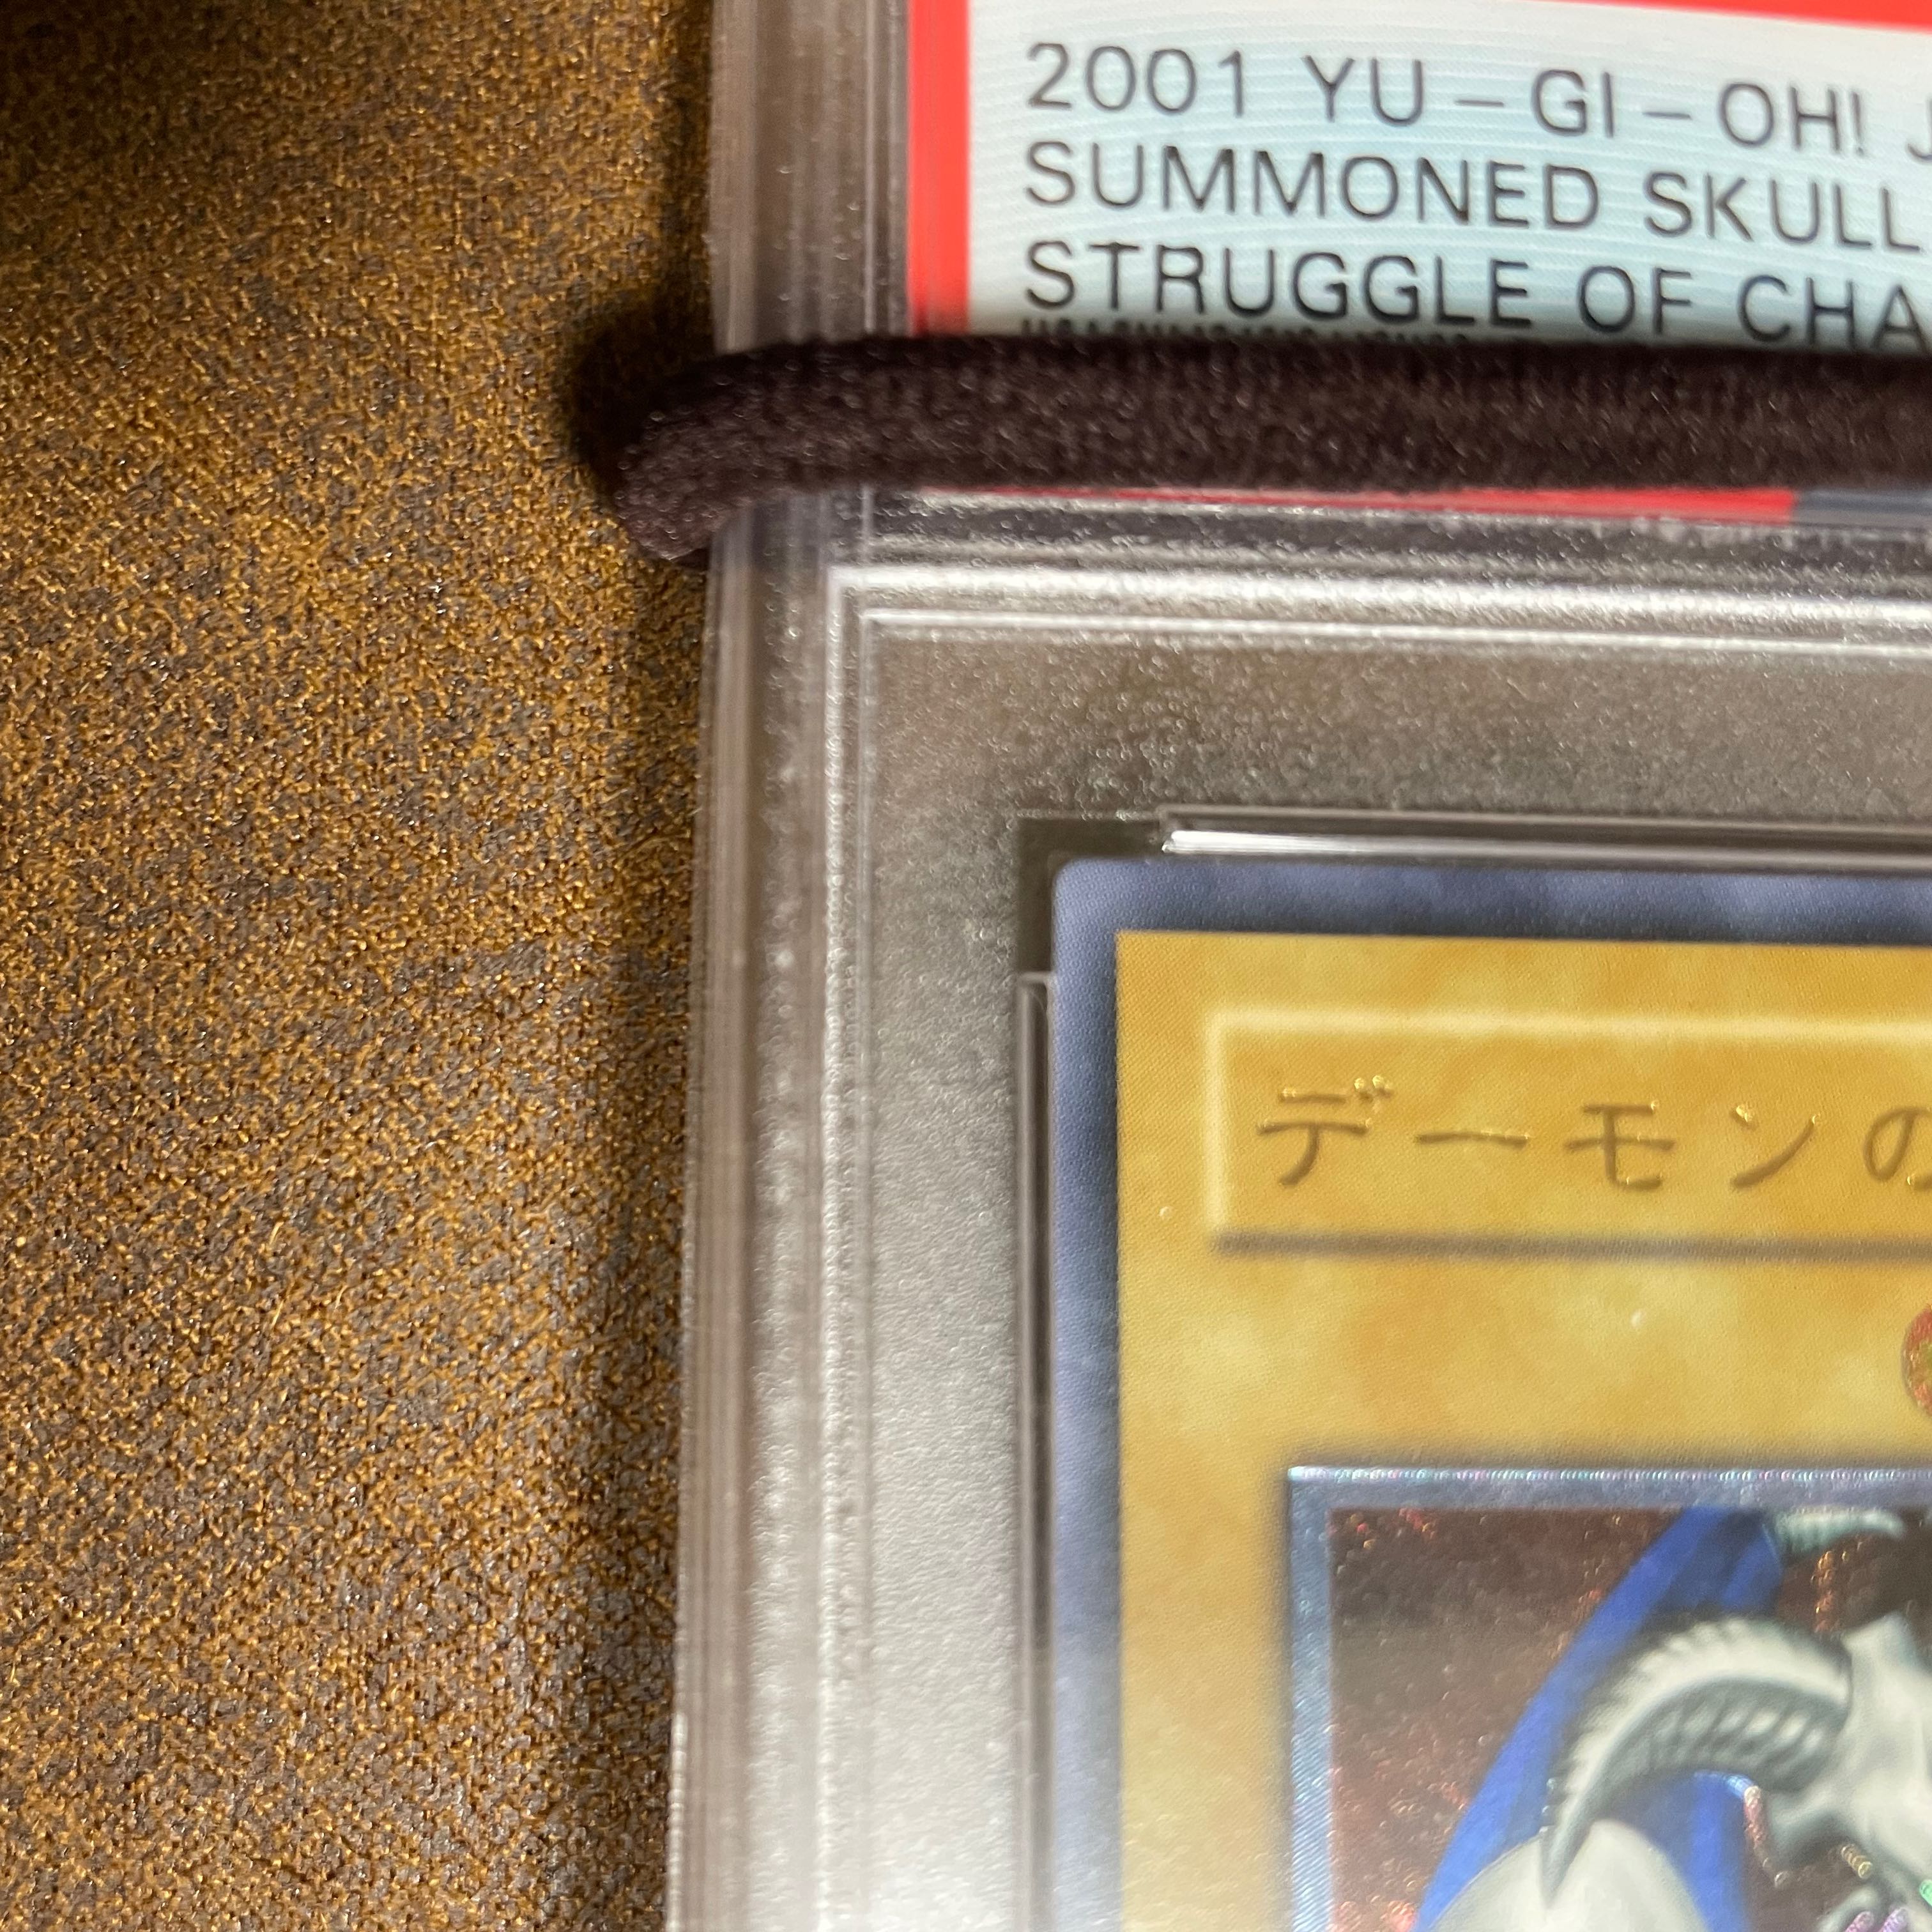 2001 YU-GI-OH! J
SUMMONED SKULL
STRUGGLE OF CHA
デーモンの